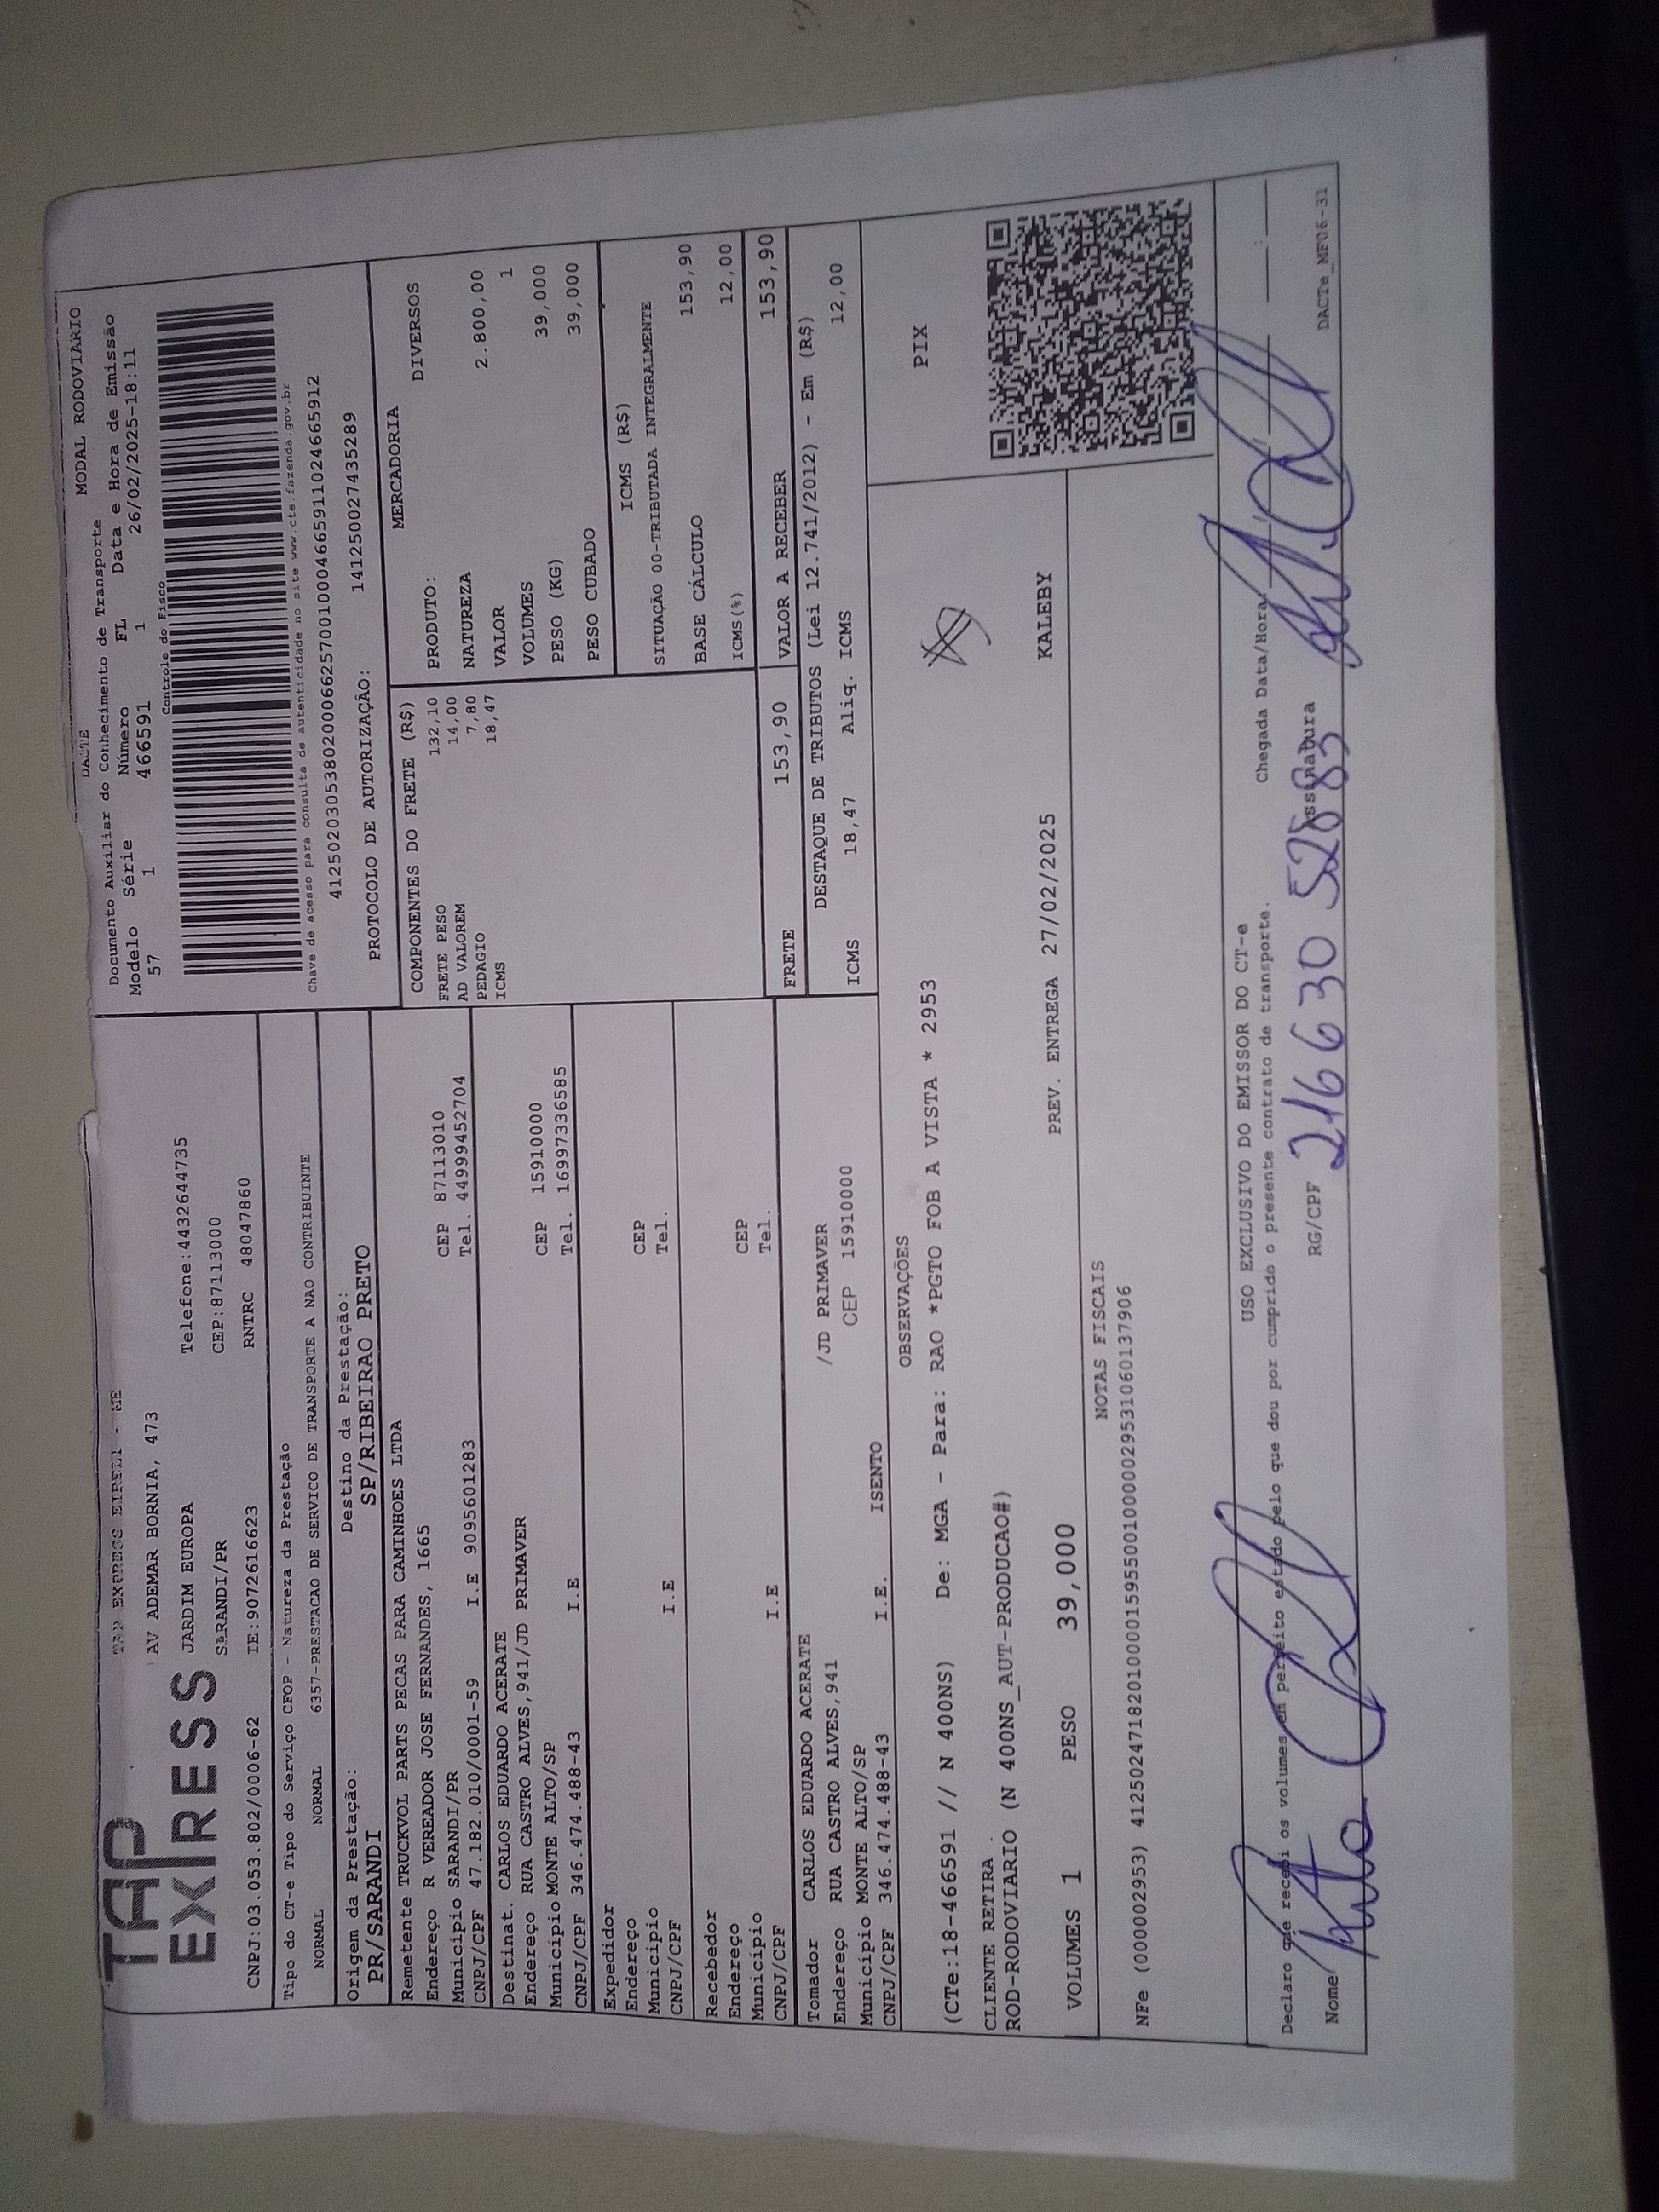 TAP
EXPRESS
TAP EXPRESS EIRELI - ME
AV ADEMAR BORNIA, 473
JARDIM EUROPA Telefone:4432644735
SARANDI/PR CEP:87113000
CNPJ:03.053.802/0006-62 IE:9072616623 RNTRC 48047860
Tipo do CT-e Tipo do Serviço CFOP - Natureza da Prestação
NORMAL NORMAL 6357-PRESTACAO DE SERVICO DE TRANSPORTE A NAO CONTRIBUINTE
Origem da Prestação: Destino da Prestação:
PR/SARANDI SP/RIBEIRAO PRETO
DACTE MODAL RODOVIARIO
Documento Auxiliar do Conhecimento de Transporte
Modelo Série Número FL Data e Hora de Emissão
57 1 466591 1 26/02/2025-18:11
Controle do Fisco
Chave de acesso para consulta de autenticidade no site www.cte.fazenda.gov.br
41250203053802000662570010004665911024665912
PROTOCOLO DE AUTORIZAÇÃO: 141250027435289
Remetente TRUCKVOL PARTS PECAS PARA CAMINHOES LTDA
Endereço R VEREADOR JOSE FERNANDES, 1665 CEP 87113010
Município SARANDI/PR Tel. 44999452704
CNPJ/CPF 47.182.010/0001-59 I.E 9095601283
Destinat. CARLOS EDUARDO ACERATE
Endereço RUA CASTRO ALVES,941/JD PRIMAVER CEP 15910000
Município MONTE ALTO/SP Tel. 16997336585
CNPJ/CPF 346.474.488-43 I.E
Expedidor
Endereço CEP
Município Tel.
CNPJ/CPF I.E
Recebedor
Endereço CEP
Município Tel.
CNPJ/CPF I.E
Tomador CARLOS EDUARDO ACERATE
Endereço RUA CASTRO ALVES,941 /JD PRIMAVER
Município MONTE ALTO/SP CEP 15910000
CNPJ/CPF 346.474.488-43 I.E. ISENTO
COMPONENTES DO FRETE (R$)
FRETE PESO 132,10
AD VALOREM 14,00
PEDAGIO 7,80
ICMS 18,47
MERCADORIA
PRODUTO: DIVERSOS
NATUREZA
VALOR 2.800,00
VOLUMES 1
PESO (KG) 39,000
PESO CUBADO 39,000
ICMS (R$)
SITUAÇÃO 00-TRIBUTADA INTEGRALMENTE
BASE CÁLCULO 153,90
ICMS(%) 12,00
FRETE 153,90 VALOR A RECEBER 153,90
DESTAQUE DE TRIBUTOS (Lei 12.741/2012) - Em (R$)
ICMS 18,47 Aliq. ICMS 12,00
OBSERVAÇÕES
(CTe:18-466591 // N 400NS) De: MGA - Para: RAO *PGTO FOB A VISTA * 2953
CLIENTE RETIRA.
ROD-RODOVIARIO (N 400NS_AUT-PRODUCAO#)
PIX
VOLUMES 1 PESO 39,000 PREV. ENTREGA 27/02/2025 KALEBY
NOTAS FISCAIS
NFe (000002953) 41250247182010000159550010000029531060137906
USO EXCLUSIVO DO EMISSOR DO CT-e
Declaro que recebi os volumes em perfeito estado pelo que dou por cumprido o presente contrato de transporte. Chegada Data/Hora
Nome RG/CPF 21663052883 Assinatura
DACTe_MF06-31